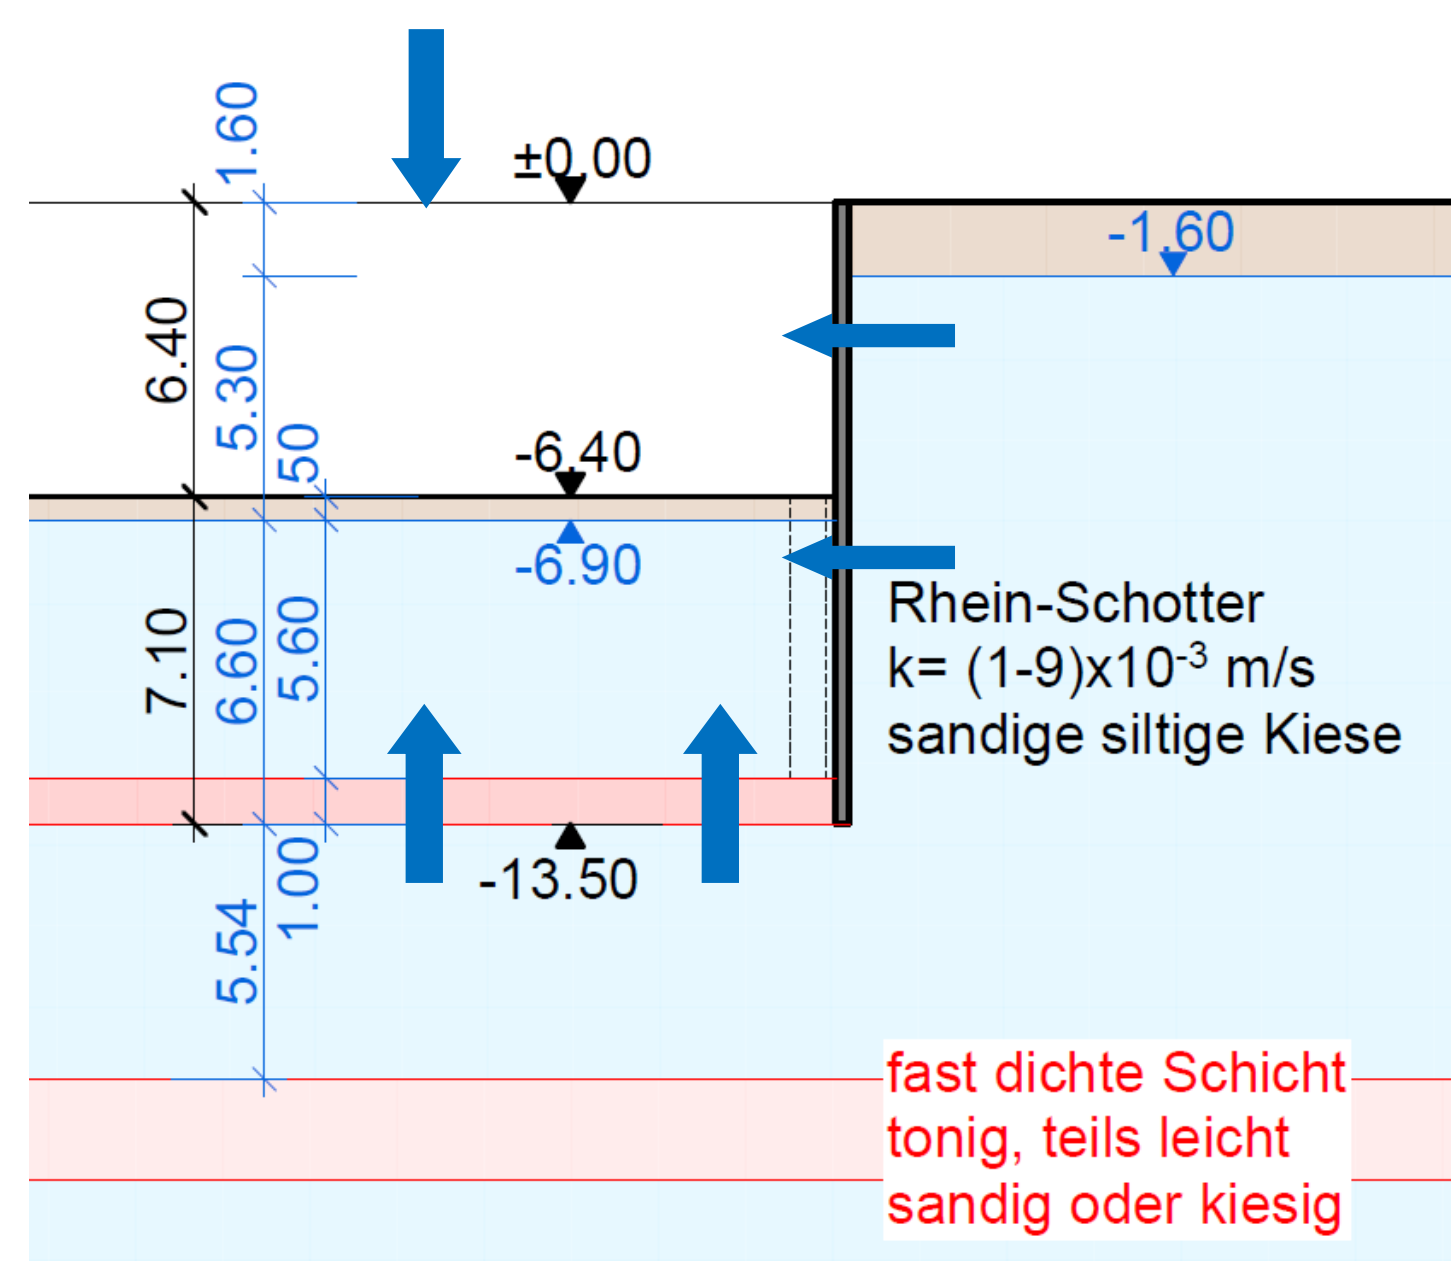 1.60
±0.00
-1.60
6.40
5.30
50
-6.40
-6.90
7.10
6.60
5.60
Rhein-Schotter
k= (1-9)x10⁻³ m/s
sandige siltige Kiese
-13.50
1.00
5.54
fast dichte Schicht
tonig, teils leicht
sandig oder kiesig